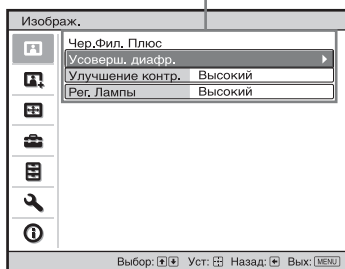 Изображ.
Чер.Фил. Плюс
Усоверш. диафр.
Улучшение контр. Высокий
Рег. Лампы Высокий
Выбор: Уст: Назад: Вых: MENU